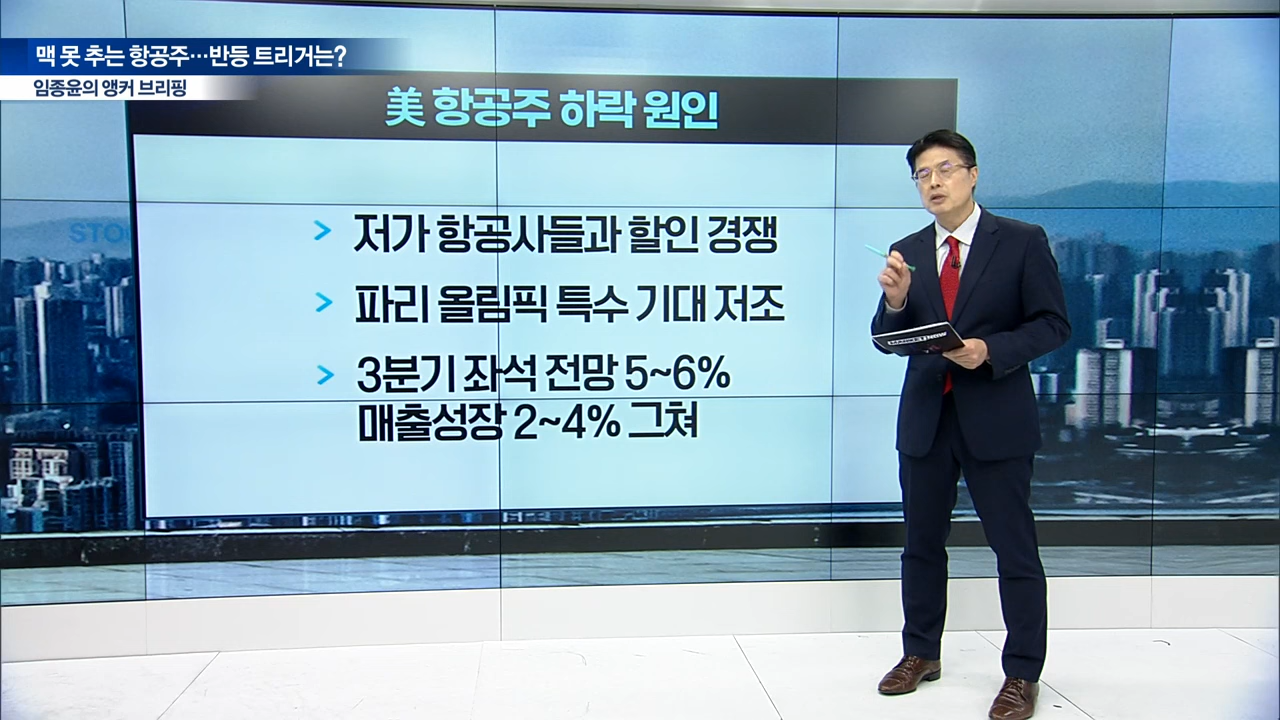 맥 못 추는 항공주…반등 트리거는?
임종윤의 앵커 브리핑
美 항공주 하락 원인
> 저가 항공사들과 할인 경쟁
> 파리 올림픽 특수 기대 저조
> 3분기 좌석 전망 5~6%
매출성장 2~4% 그쳐
MARKET NOW